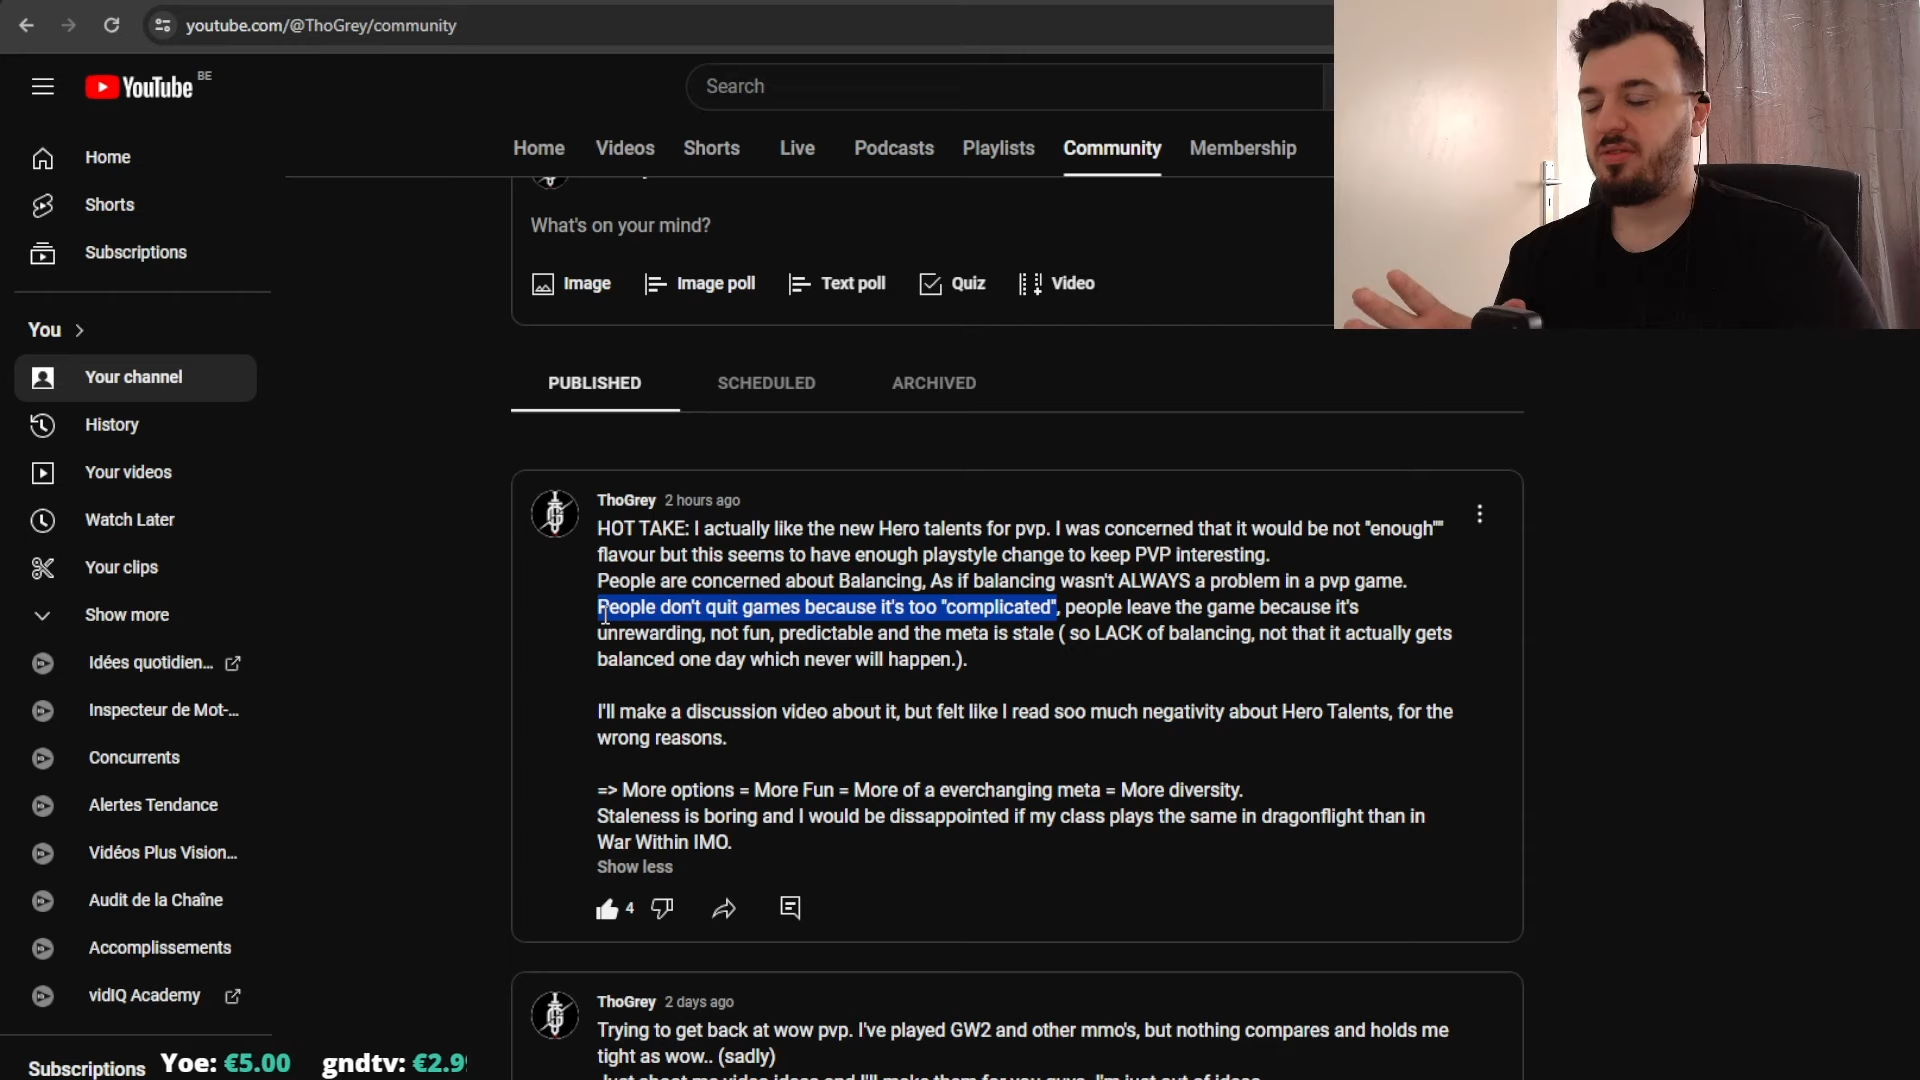 youtube.com/@ThoGrey/community
YouTube BE
Search
Home
Shorts
Subscriptions
You
Your channel
History
Your videos
Watch Later
Your clips
Show more
Idées quotidien...
Inspecteur de Mot-...
Concurrents
Alertes Tendance
Vidéos Plus Vision...
Audit de la Chaîne
Accomplissements
vidIQ Academy
Subscriptions
Yoe: €5.00 gndtv: €2.9
Home Videos Shorts Live Podcasts Playlists Community Membership
What's on your mind?
Image Image poll Text poll Quiz Video
PUBLISHED SCHEDULED ARCHIVED
ThoGrey 2 hours ago
HOT TAKE: I actually like the new Hero talents for pvp. I was concerned that it would be not "enough""
flavour but this seems to have enough playstyle change to keep PVP interesting.
People are concerned about Balancing, As if balancing wasn't ALWAYS a problem in a pvp game.
People don't quit games because it's too "complicated", people leave the game because it's
unrewarding, not fun, predictable and the meta is stale ( so LACK of balancing, not that it actually gets
balanced one day which never will happen.).
I'll make a discussion video about it, but felt like I read soo much negativity about Hero Talents, for the
wrong reasons.
=> More options = More Fun = More of a everchanging meta = More diversity.
Staleness is boring and I would be dissappointed if my class plays the same in dragonflight than in
War Within IMO.
Show less
4
ThoGrey 2 days ago
Trying to get back at wow pvp. I've played GW2 and other mmo's, but nothing compares and holds me
tight as wow.. (sadly)